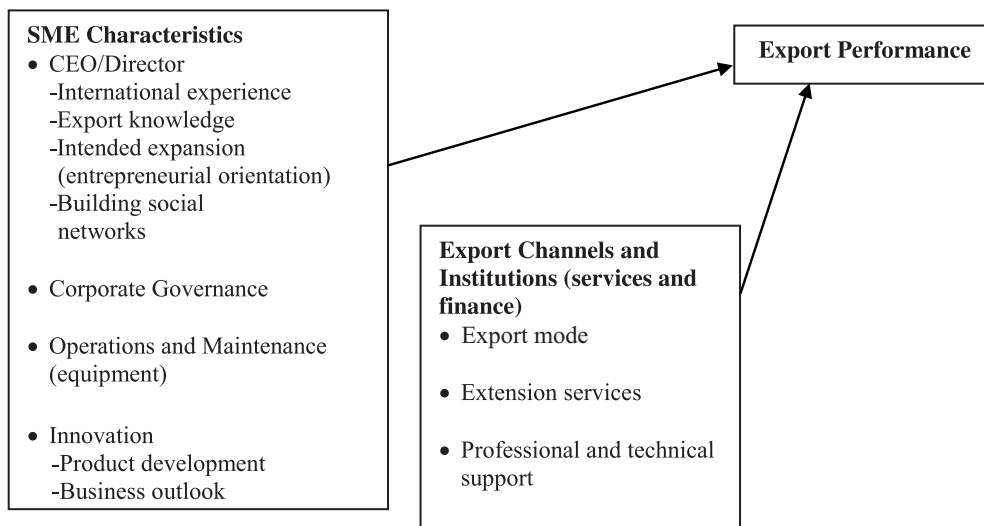 SME Characteristics
• CEO/Director
-International experience
-Export knowledge
-Intended expansion
(entrepreneurial orientation)
-Building social
networks
• Corporate Governance
• Operations and Maintenance
(equipment)
• Innovation
-Product development
-Business outlook
Export Performance
Export Channels and
Institutions (services and
finance)
• Export mode
• Extension services
• Professional and technical
support